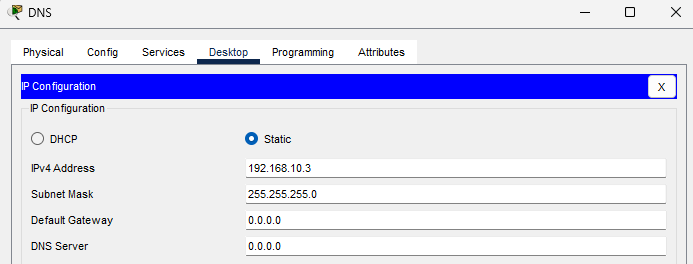 DNS
Physical Config Services Desktop Programming Attributes
IP Configuration X
IP Configuration
DHCP Static
IPv4 Address 192.168.10.3
Subnet Mask 255.255.255.0
Default Gateway 0.0.0.0
DNS Server 0.0.0.0